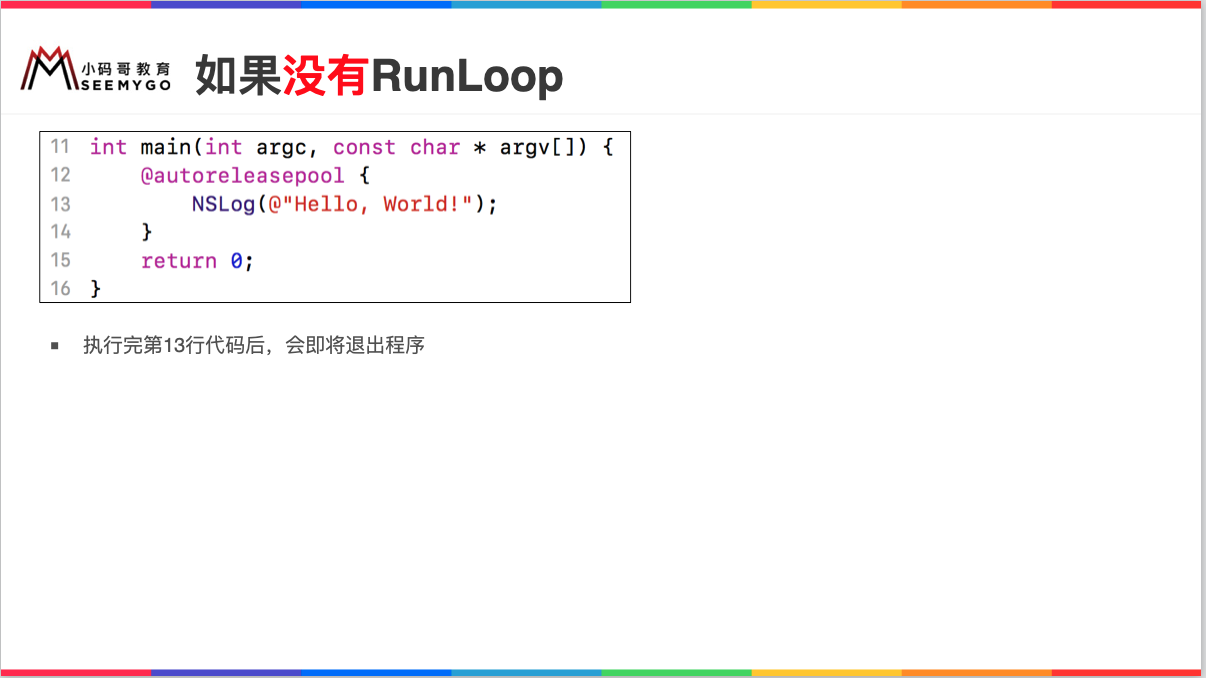 小码哥教育
SEEMYGO
如果没有RunLoop
11 int main(int argc, const char * argv[]) {
12     @autoreleasepool {
13         NSLog(@"Hello, World!");
14     }
15     return 0;
16 }
▪ 执行完第13行代码后，会即将退出程序